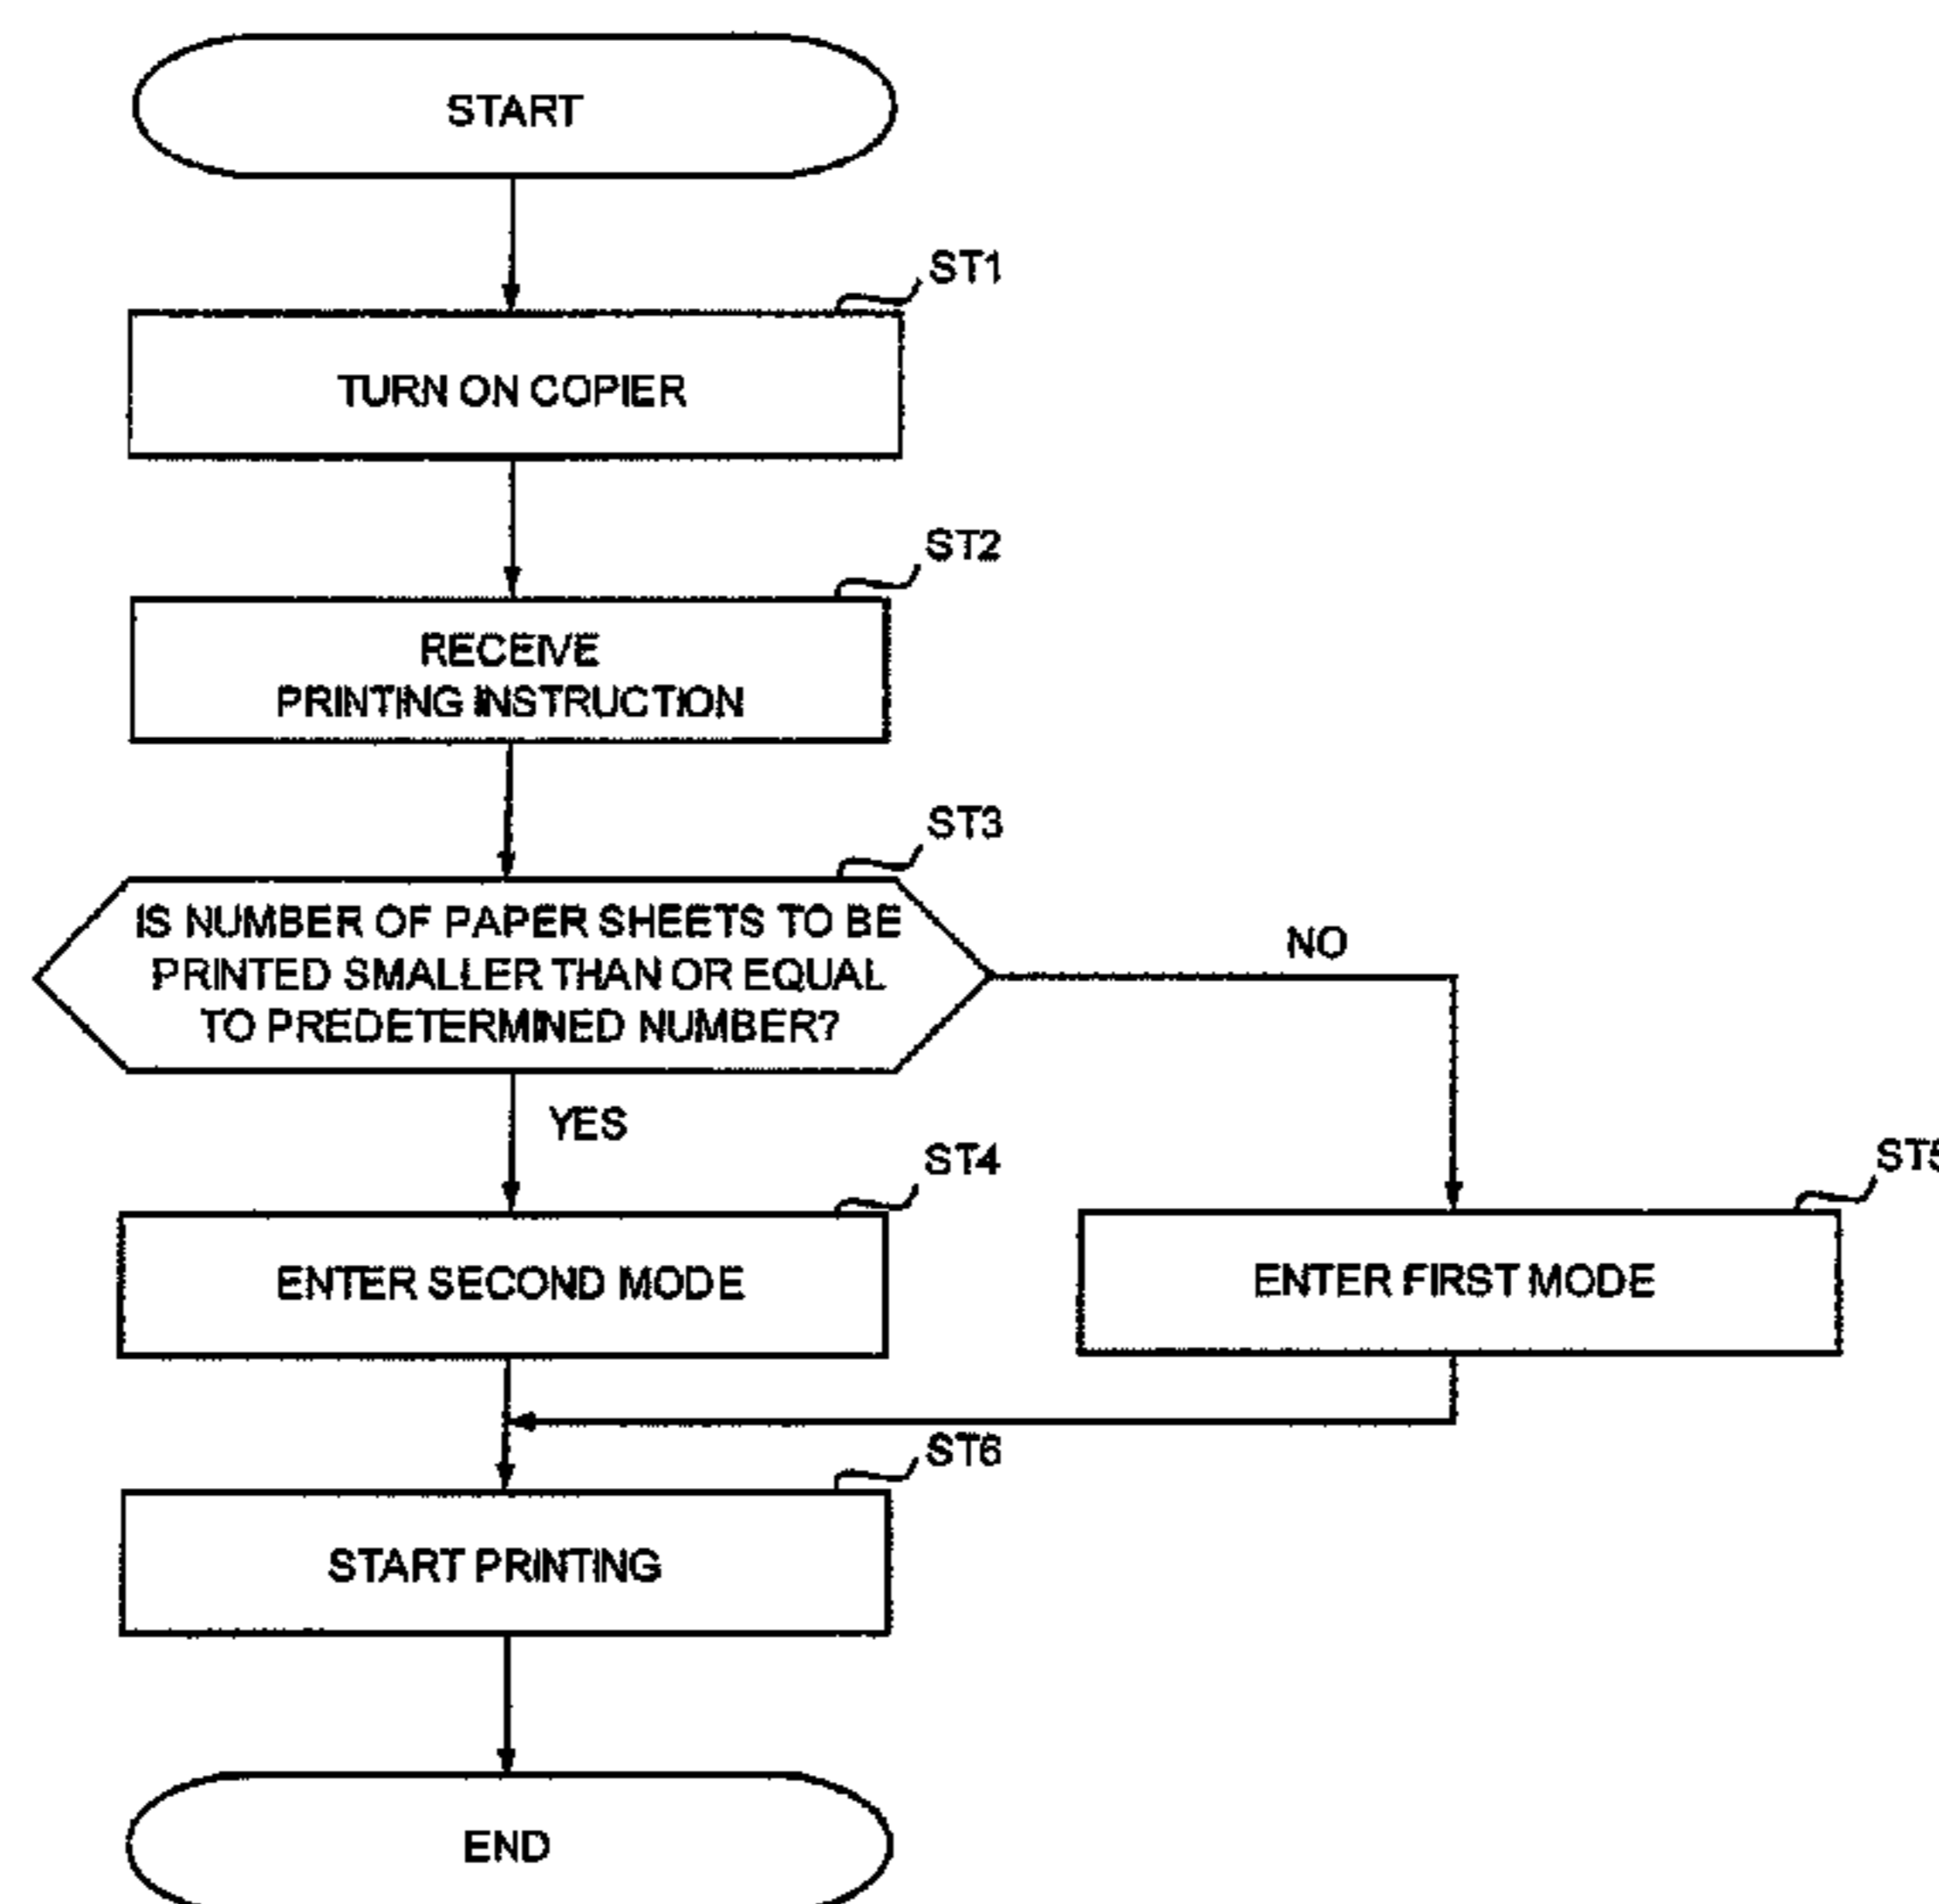 START
ST1
TURN ON COPIER
ST2
RECEIVE
PRINTING INSTRUCTION
ST3
IS NUMBER OF PAPER SHEETS TO BE
PRINTED SMALLER THAN OR EQUAL
TO PREDETERMINED NUMBER?
NO
YES
ST4
ST5
ENTER SECOND MODE
ENTER FIRST MODE
ST6
START PRINTING
END